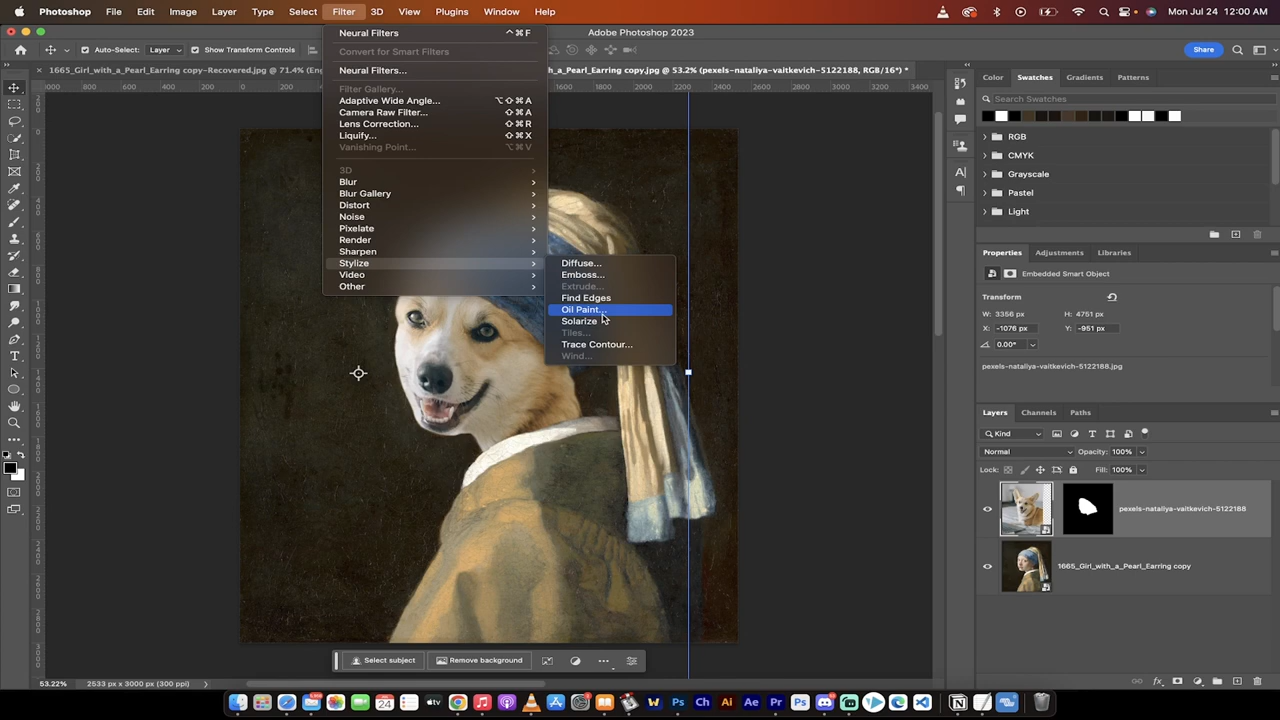 Photoshop File Edit Image Layer Type Select Filter 3D View Plugins Window Help Mon Jul 24 12:00 AM
Adobe Photoshop 2023
Auto-Select: Layer Show Transform Controls Share
1665_Girl_with_a_Pearl_Earring copy-Recovered.jpg @ 71.4%
h_a_Pearl_Earring copy.jpg @ 53.2% (pexels-nataliya-vaitkevich-5122188, RGB/16*) *
Neural Filters ^⌘F
Convert for Smart Filters
Neural Filters...
Filter Gallery...
Adaptive Wide Angle... ⌥⇧⌘A
Camera Raw Filter... ⇧⌘A
Lens Correction... ⇧⌘R
Liquify... ⇧⌘X
Vanishing Point... ⌥⌘V
3D
Blur
Blur Gallery
Distort
Noise
Pixelate
Render
Sharpen
Stylize
Video
Other
Diffuse...
Emboss...
Extrude...
Find Edges
Oil Paint...
Solarize
Tiles...
Trace Contour...
Wind...
Select subject Remove background
53.22% 2533 px x 3000 px (300 ppi)
Color Swatches Gradients Patterns
Search Swatches
RGB
CMYK
Grayscale
Pastel
Light
Properties Adjustments Libraries
Embedded Smart Object
Transform
W: 3356 px H: 4751 px
X: -1076 px Y: -951 px
0.00°
pexels-nataliya-vaitkevich-5122188.jpg
Layers Channels Paths
Kind
Normal Opacity: 100%
Lock: Fill: 100%
pexels-nataliya-vaitkevich-5122188
1665_Girl_with_a_Pearl_Earring copy